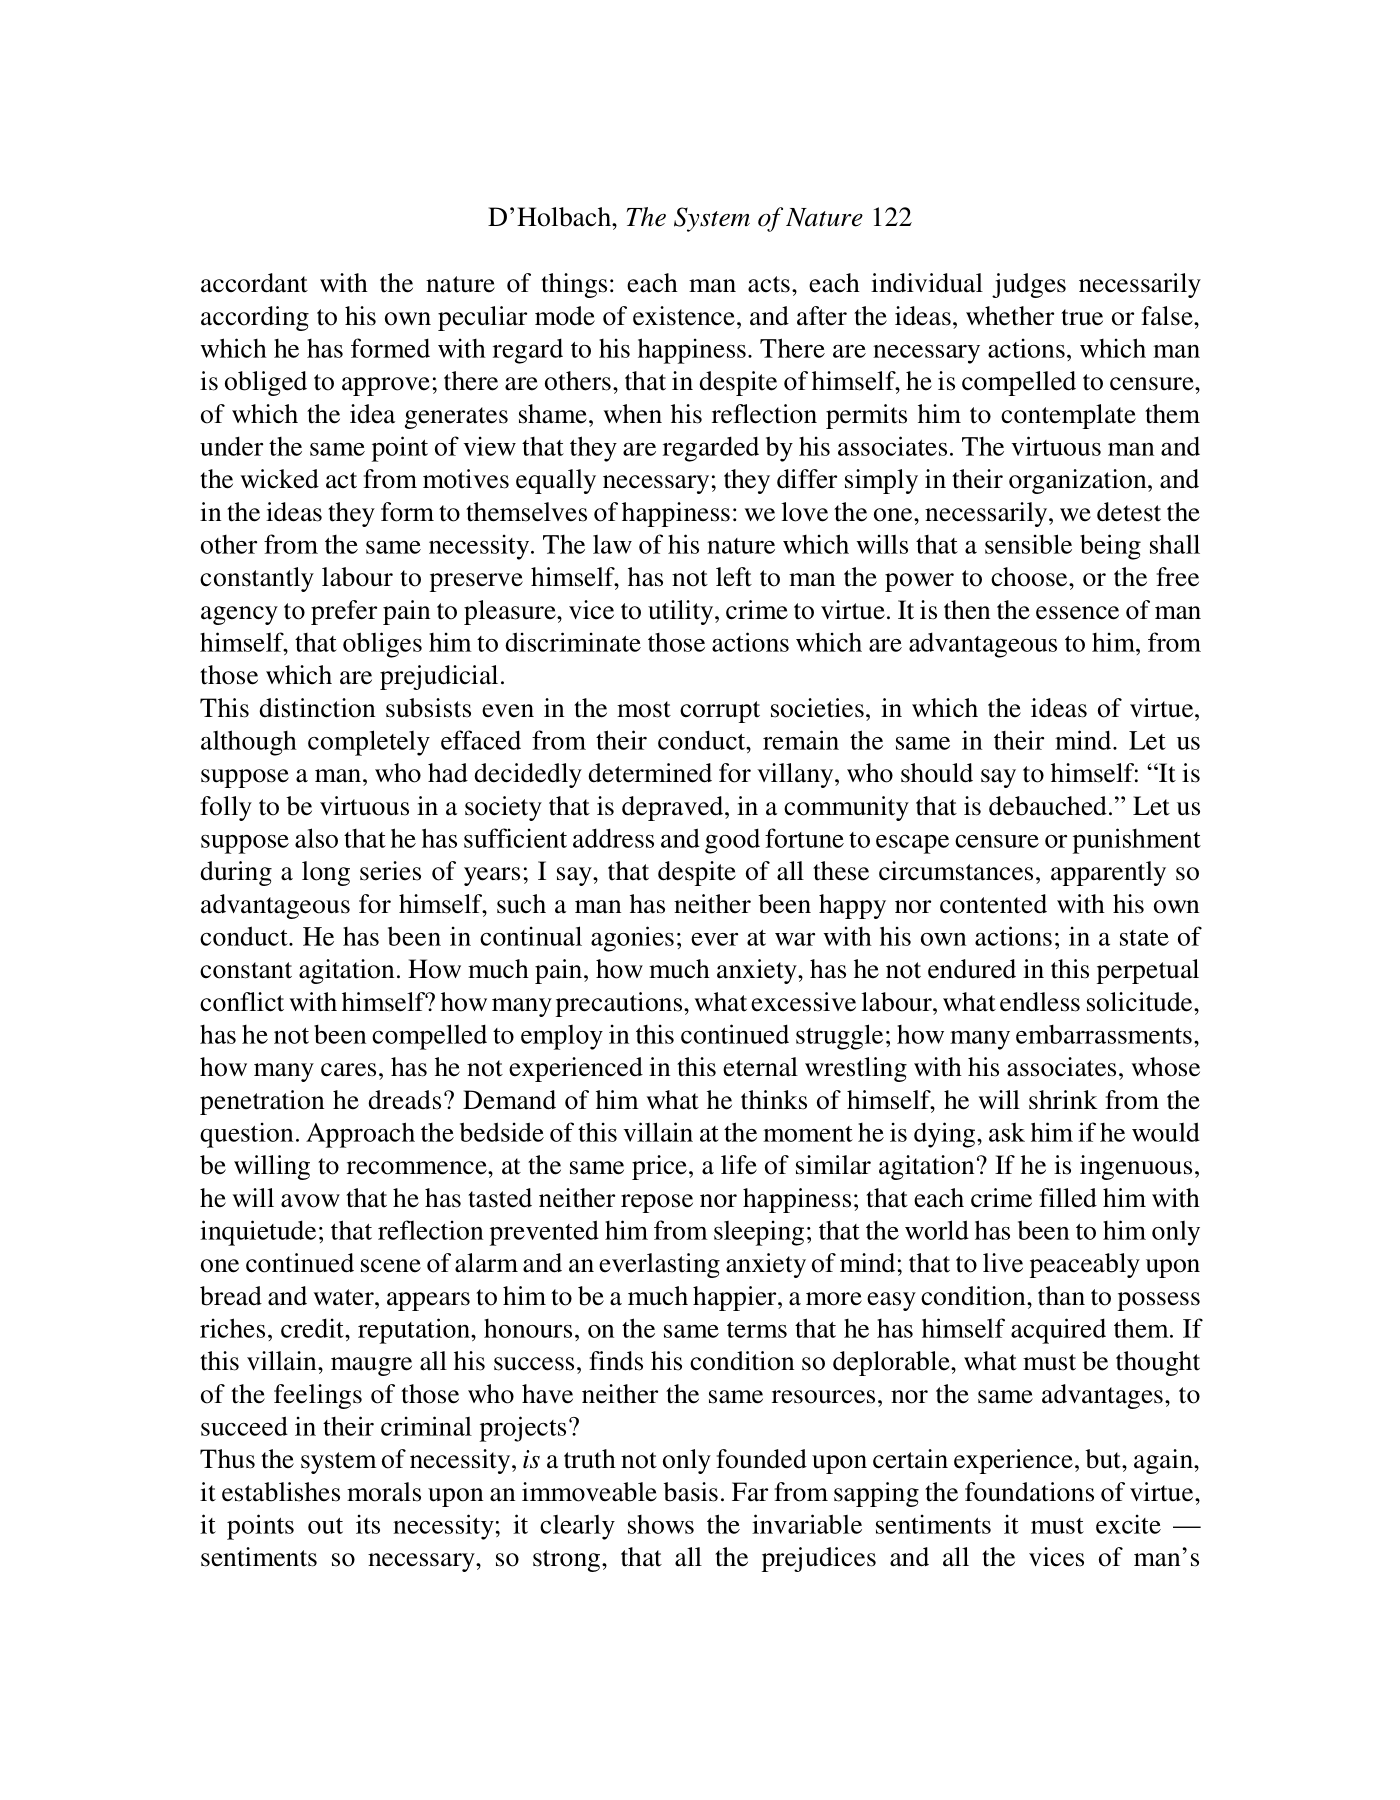 D’Holbach, The System of Nature 122
accordant with the nature of things: each man acts, each individual judges necessarily
according to his own peculiar mode of existence, and after the ideas, whether true or false,
which he has formed with regard to his happiness. There are necessary actions, which man
is obliged to approve; there are others, that in despite of himself, he is compelled to censure,
of which the idea generates shame, when his reflection permits him to contemplate them
under the same point of view that they are regarded by his associates. The virtuous man and
the wicked act from motives equally necessary; they differ simply in their organization, and
in the ideas they form to themselves of happiness: we love the one, necessarily, we detest the
other from the same necessity. The law of his nature which wills that a sensible being shall
constantly labour to preserve himself, has not left to man the power to choose, or the free
agency to prefer pain to pleasure, vice to utility, crime to virtue. It is then the essence of man
himself, that obliges him to discriminate those actions which are advantageous to him, from
those which are prejudicial.
This distinction subsists even in the most corrupt societies, in which the ideas of virtue,
although completely effaced from their conduct, remain the same in their mind. Let us
suppose a man, who had decidedly determined for villany, who should say to himself: “It is
folly to be virtuous in a society that is depraved, in a community that is debauched.” Let us
suppose also that he has sufficient address and good fortune to escape censure or punishment
during a long series of years; I say, that despite of all these circumstances, apparently so
advantageous for himself, such a man has neither been happy nor contented with his own
conduct. He has been in continual agonies; ever at war with his own actions; in a state of
constant agitation. How much pain, how much anxiety, has he not endured in this perpetual
conflict with himself? how many precautions, what excessive labour, what endless solicitude,
has he not been compelled to employ in this continued struggle; how many embarrassments,
how many cares, has he not experienced in this eternal wrestling with his associates, whose
penetration he dreads? Demand of him what he thinks of himself, he will shrink from the
question. Approach the bedside of this villain at the moment he is dying, ask him if he would
be willing to recommence, at the same price, a life of similar agitation? If he is ingenuous,
he will avow that he has tasted neither repose nor happiness; that each crime filled him with
inquietude; that reflection prevented him from sleeping; that the world has been to him only
one continued scene of alarm and an everlasting anxiety of mind; that to live peaceably upon
bread and water, appears to him to be a much happier, a more easy condition, than to possess
riches, credit, reputation, honours, on the same terms that he has himself acquired them. If
this villain, maugre all his success, finds his condition so deplorable, what must be thought
of the feelings of those who have neither the same resources, nor the same advantages, to
succeed in their criminal projects?
Thus the system of necessity, is a truth not only founded upon certain experience, but, again,
it establishes morals upon an immoveable basis. Far from sapping the foundations of virtue,
it points out its necessity; it clearly shows the invariable sentiments it must excite —
sentiments so necessary, so strong, that all the prejudices and all the vices of man’s